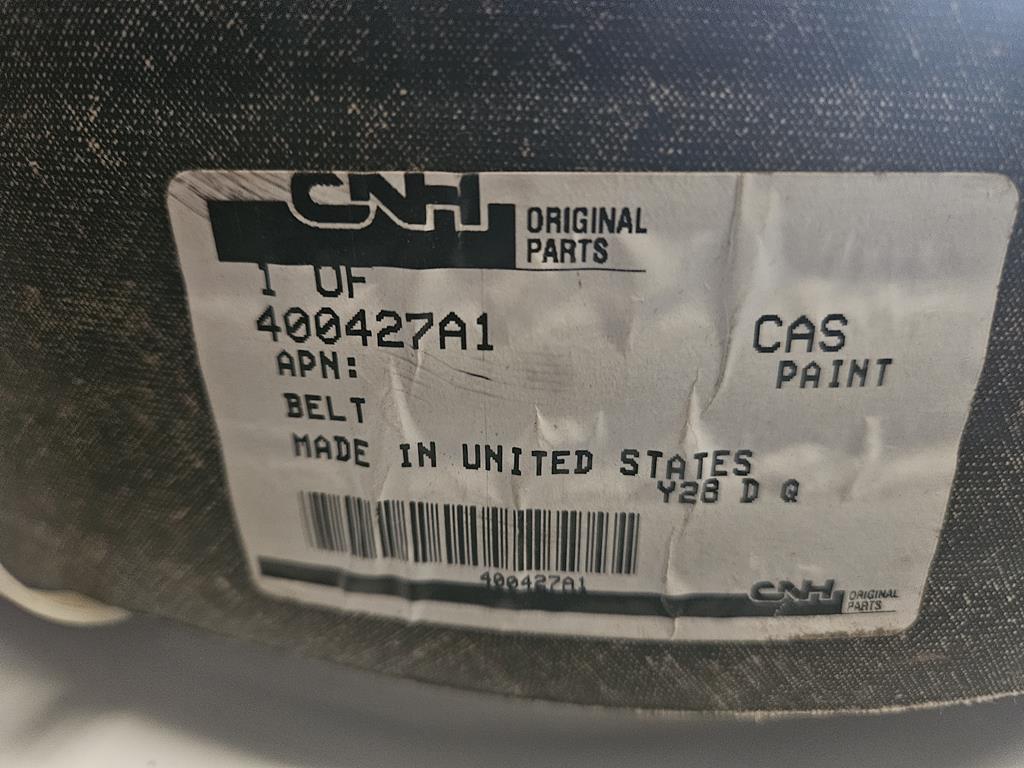 CNH ORIGINAL
PARTS
1 OF
400427A1
CAS
APN:
PAINT
BELT
MADE IN UNITED STATES
Y28 D Q
400427A1
CNH ORIGINAL
PARTS